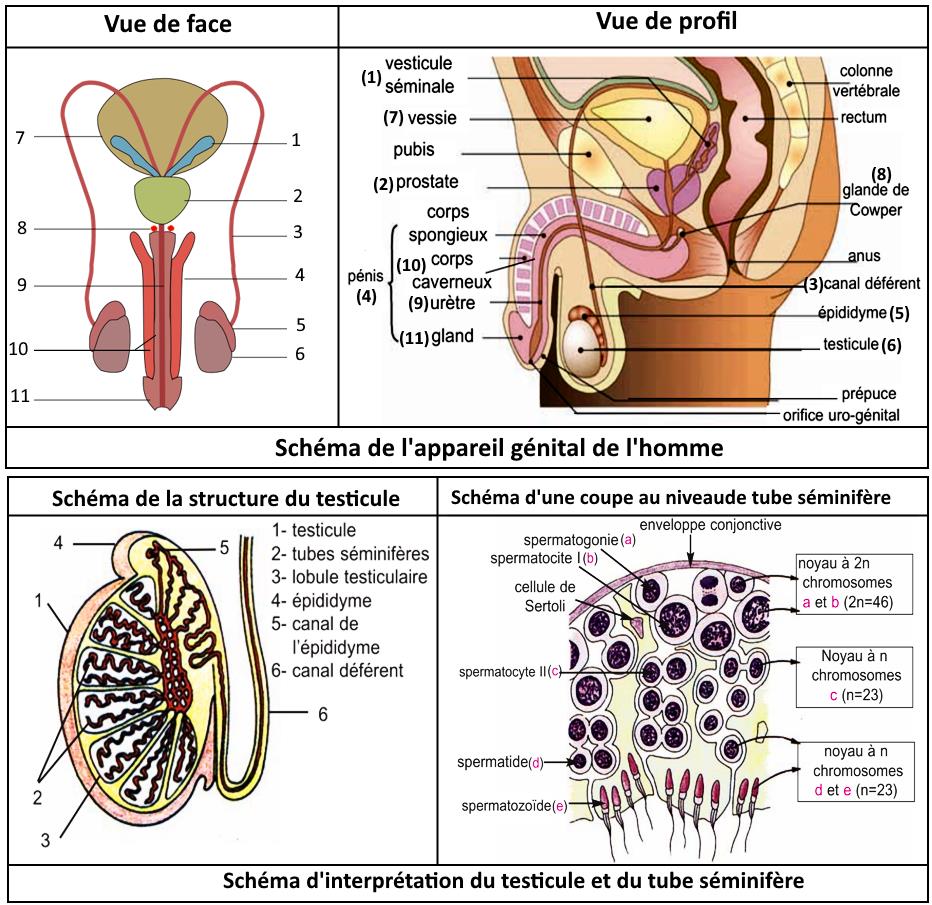 Vue de face
Vue de profil
7
1
2
8
3
9
4
5
10
6
11
(1) vesticule
séminale
(7) vessie
pubis
(2) prostate
corps
spongieux
(10) corps
caverneux
pénis
(4)
(9) urètre
(11) gland
colonne
vertébrale
rectum
(8)
glande de
Cowper
anus
(3) canal déférent
épididyme (5)
testicule (6)
prépuce
orifice uro-génital
Schéma de l'appareil génital de l'homme
Schéma de la structure du testicule
Schéma d'une coupe au niveaude tube séminifère
4
5
1
6
2
3
1- testicule
2- tubes séminifères
3- lobule testiculaire
4- épididyme
5- canal de
l'épididyme
6- canal déférent
enveloppe conjonctive
spermatogonie (a)
spermatocite I (b)
cellule de
Sertoli
spermatocyte II (c)
spermatide (d)
spermatozoïde (e)
noyau à 2n
chromosomes
a et b (2n=46)
Noyau à n
chromosomes
c (n=23)
noyau à n
chromosomes
d et e (n=23)
Schéma d'interprétation du testicule et du tube séminifère